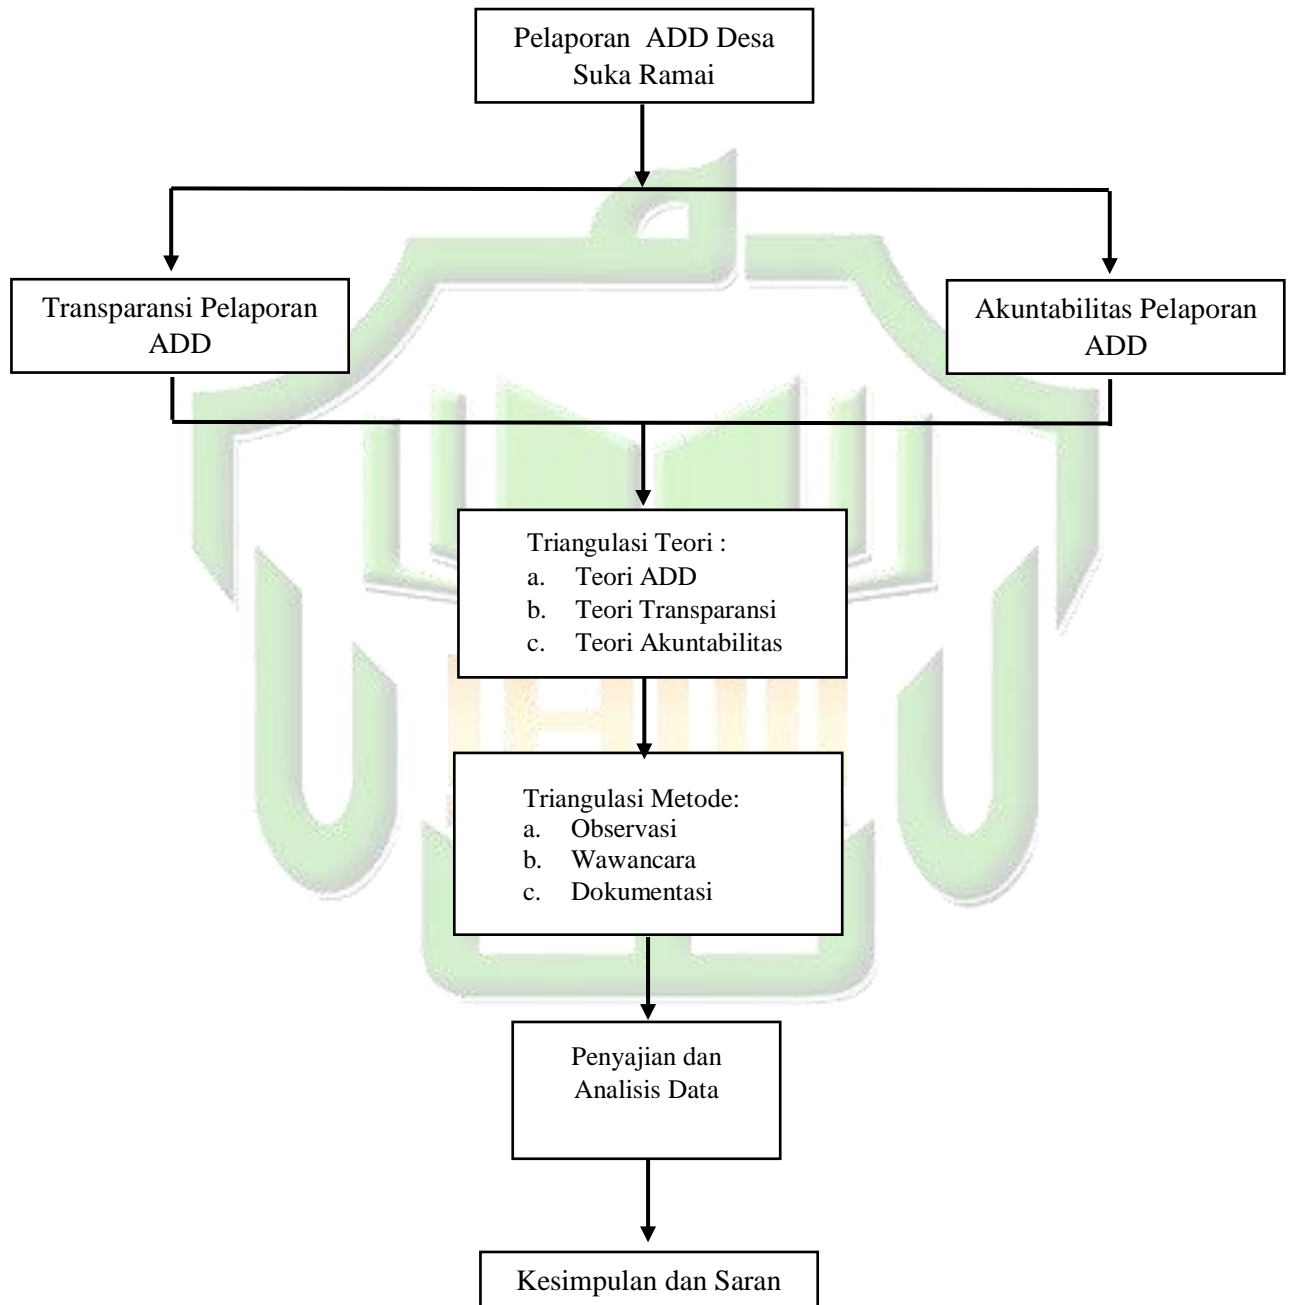 Pelaporan ADD Desa
Suka Ramai
Transparansi Pelaporan
ADD
Akuntabilitas Pelaporan
ADD
Triangulasi Teori :
a. Teori ADD
b. Teori Transparansi
c. Teori Akuntabilitas
Triangulasi Metode:
a. Observasi
b. Wawancara
c. Dokumentasi
Penyajian dan
Analisis Data
Kesimpulan dan Saran